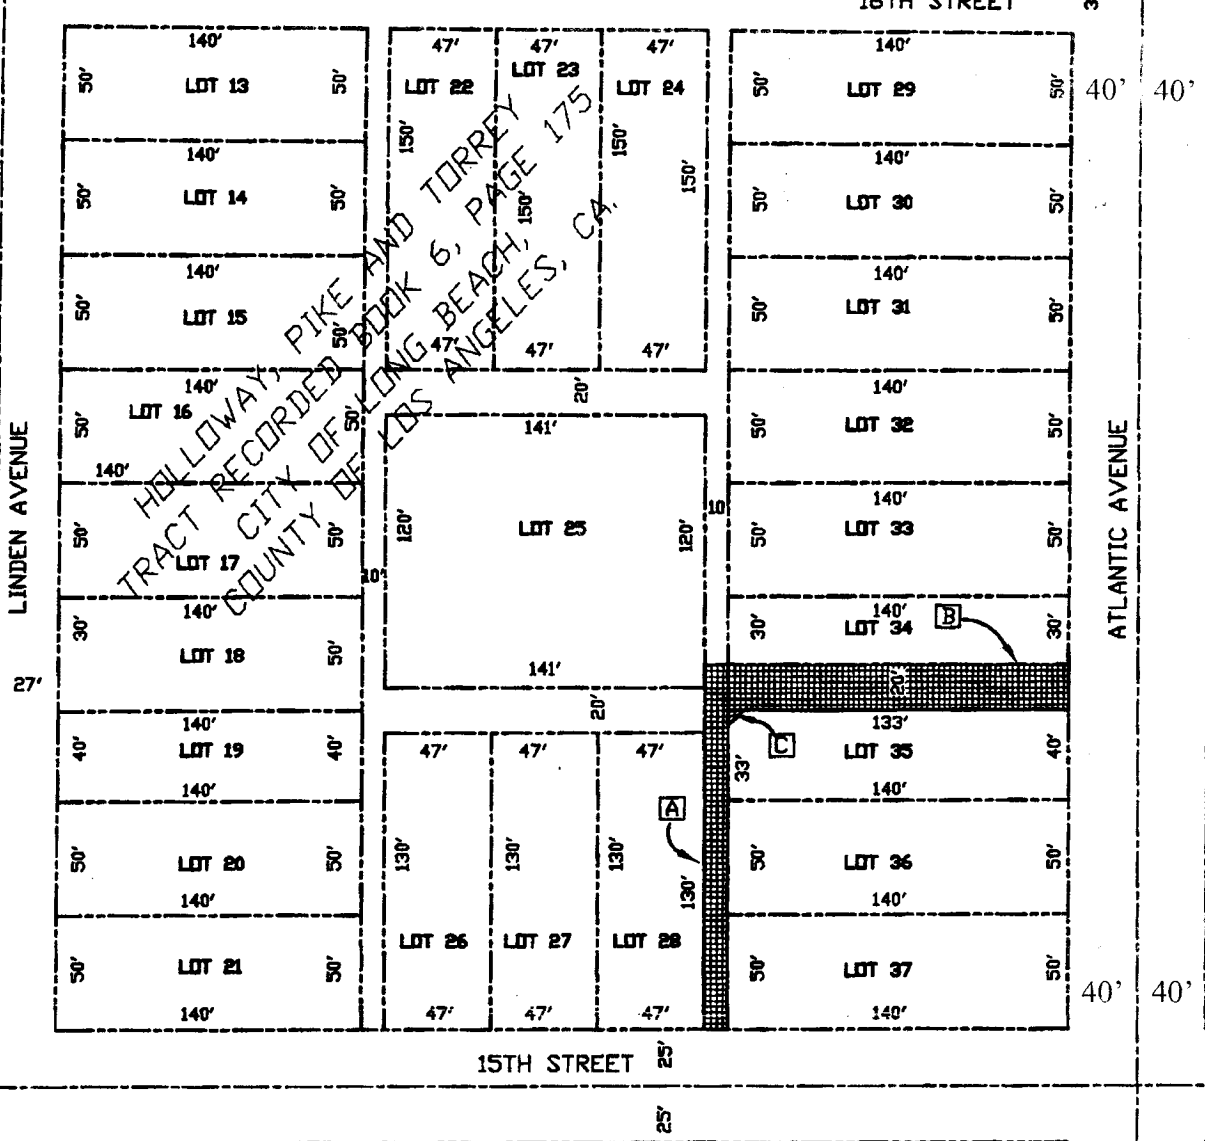 16TH STREET
140'
50' LOT 13 50'
140'
50' LOT 14 50'
140'
50' LOT 15 50'
140'
50' LOT 16 50'
140'
50' LOT 17 50'
140'
30' LOT 18 50'
140'
40' LOT 19 40'
140'
50' LOT 20 50'
140'
50' LOT 21 50'
140'
LINDEN AVENUE
27'
47' 47' 47'
LOT 22 LOT 23 LOT 24
150' 150' 150' 150'
47' 47' 47'
20'
HOLLOWAY, PIKE AND TORREY
TRACT RECORDED BOOK 6, PAGE 175
CITY OF LONG BEACH,
COUNTY OF LOS ANGELES, CA.
141'
120' LOT 25 120'
10' 10
141'
20'
47' 47' 47'
130' 130' 130' 130'
LOT 26 LOT 27 LOT 28
47' 47' 47'
A
140'
50' LOT 29 50'
140'
50' LOT 30 50'
140'
50' LOT 31 50'
140'
50' LOT 32 50'
140'
50' LOT 33 50'
140'
30' LOT 34 30'
B
20'
133'
C
33' LOT 35 40'
140'
50' LOT 36 50'
140'
50' LOT 37 50'
140'
ATLANTIC AVENUE
40' 40'
40' 40'
15TH STREET 25'
25'